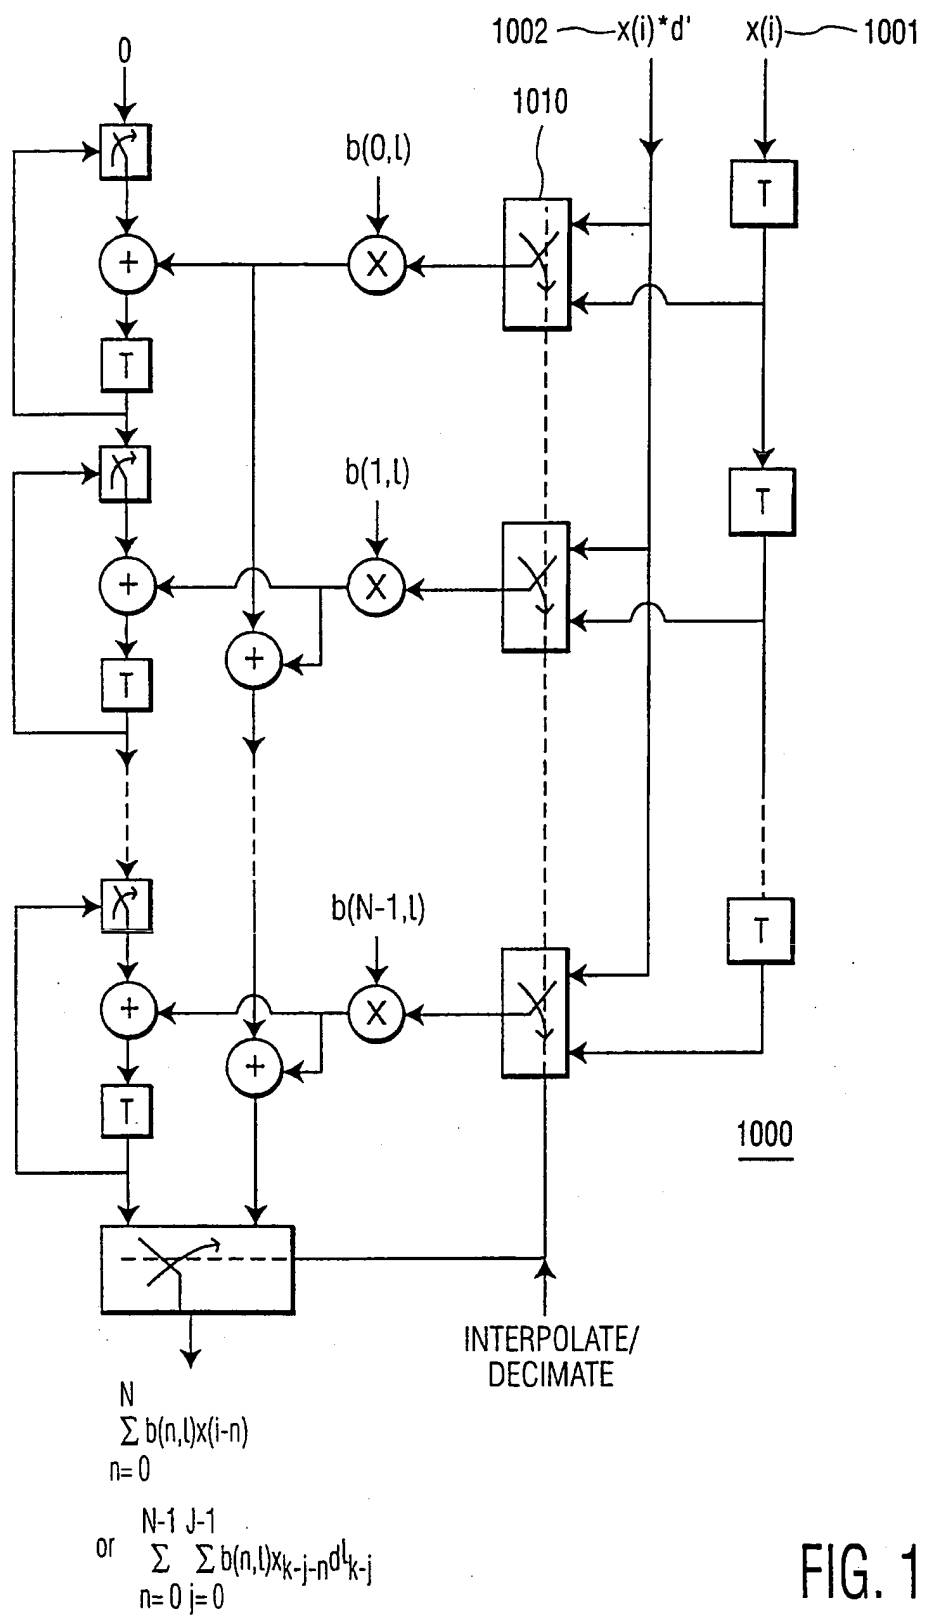 1002 x(i)*d' x(i) 1001
0
1010
b(0,l)
T
+
X
T
b(1,l)
T
+
X
+
T
b(N-1,l)
T
+
X
+
T
1000
INTERPOLATE/
DECIMATE
N
Σ b(n,l)x(i-n)
n=0
N-1 J-1
or Σ Σ b(n,l)x_{k-j-n}d^l_{k-j}
n=0 j=0
FIG. 1